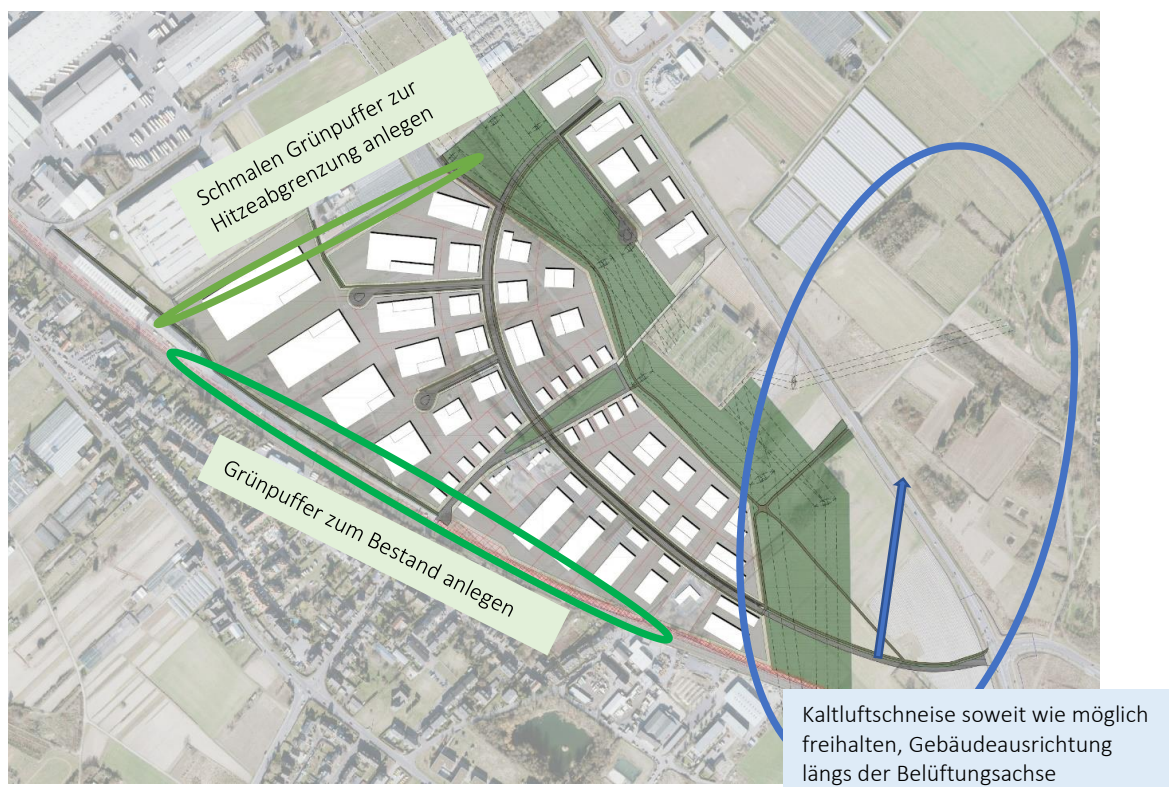 Schmalen Grünpuffer zur
Hitzeabgrenzung anlegen
Grünpuffer zum Bestand anlegen
Kaltluftschneise soweit wie möglich
freihalten, Gebäudeausrichtung
längs der Belüftungsachse